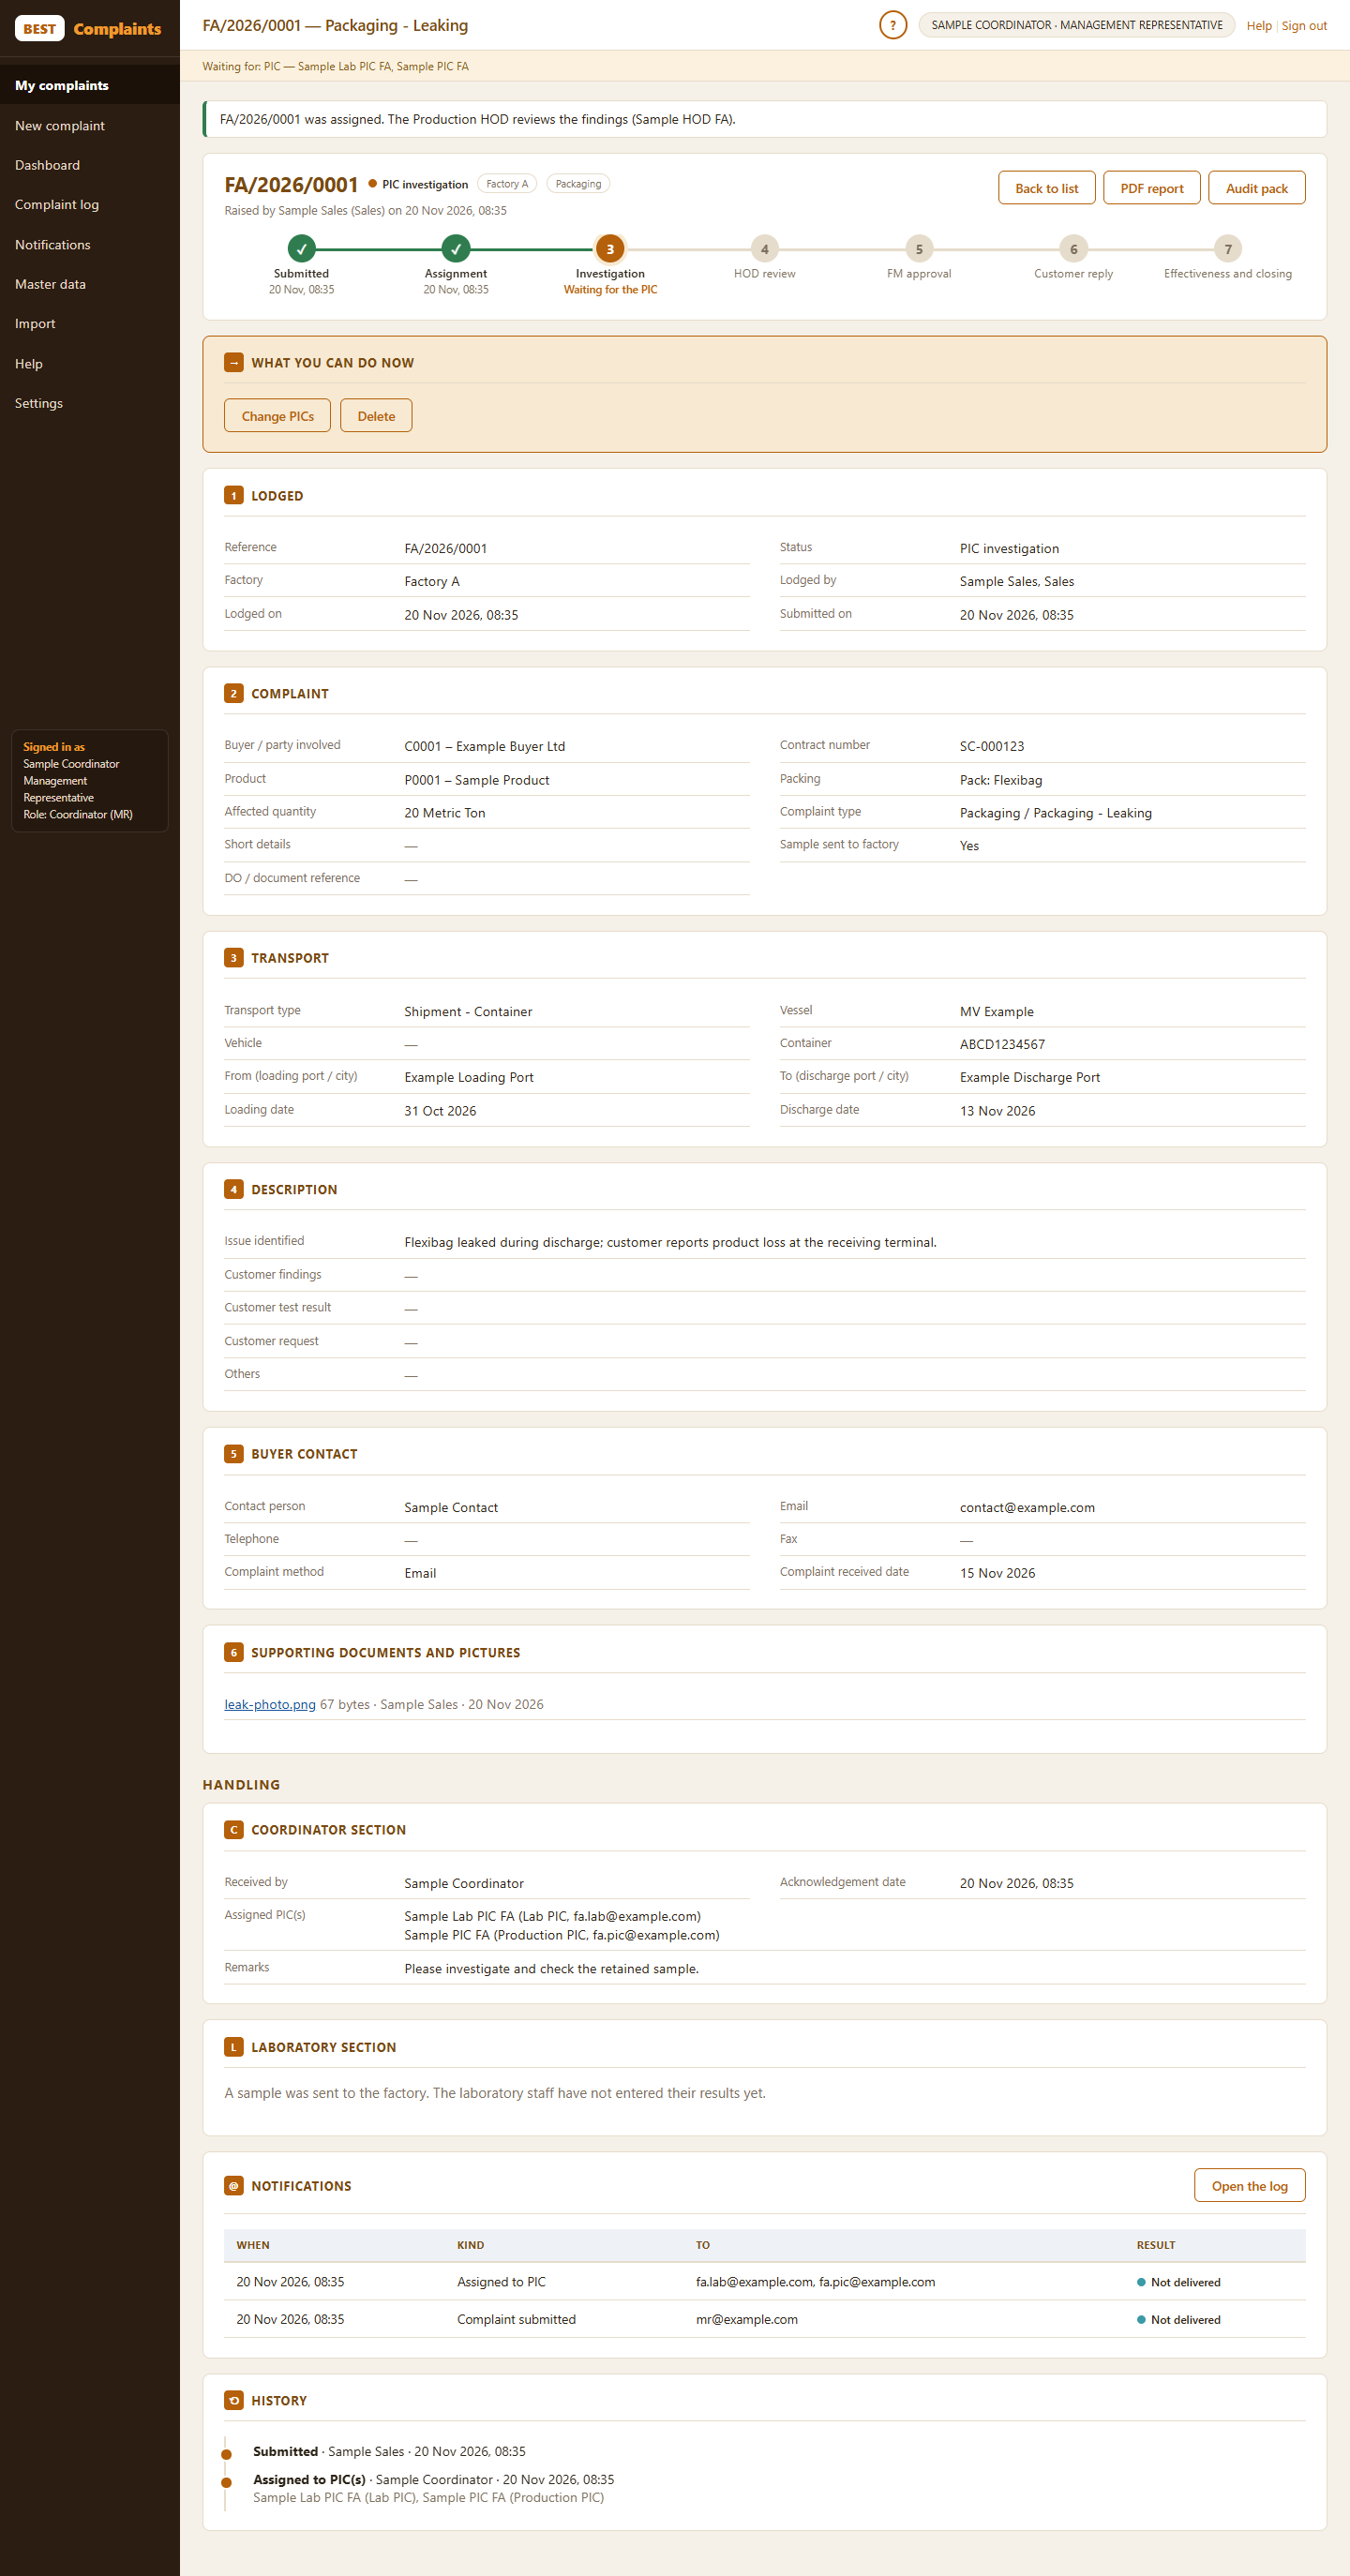 BEST Complaints
My complaints
New complaint
Dashboard
Complaint log
Notifications
Master data
Import
Help
Settings
Signed in as
Sample Coordinator
Management
Representative
Role: Coordinator (MR)
FA/2026/0001 — Packaging - Leaking
? SAMPLE COORDINATOR · MANAGEMENT REPRESENTATIVE Help | Sign out
Waiting for: PIC — Sample Lab PIC FA, Sample PIC FA
FA/2026/0001 was assigned. The Production HOD reviews the findings (Sample HOD FA).
FA/2026/0001 PIC investigation Factory A Packaging
Back to list PDF report Audit pack
Raised by Sample Sales (Sales) on 20 Nov 2026, 08:35
✓ ✓ 3 4 5 6 7
Submitted Assignment Investigation HOD review FM approval Customer reply Effectiveness and closing
20 Nov, 08:35 20 Nov, 08:35 Waiting for the PIC
→ WHAT YOU CAN DO NOW
Change PICs Delete
1 LODGED
Reference FA/2026/0001 Status PIC investigation
Factory Factory A Lodged by Sample Sales, Sales
Lodged on 20 Nov 2026, 08:35 Submitted on 20 Nov 2026, 08:35
2 COMPLAINT
Buyer / party involved C0001 – Example Buyer Ltd Contract number SC-000123
Product P0001 – Sample Product Packing Pack: Flexibag
Affected quantity 20 Metric Ton Complaint type Packaging / Packaging - Leaking
Short details — Sample sent to factory Yes
DO / document reference —
3 TRANSPORT
Transport type Shipment - Container Vessel MV Example
Vehicle — Container ABCD1234567
From (loading port / city) Example Loading Port To (discharge port / city) Example Discharge Port
Loading date 31 Oct 2026 Discharge date 13 Nov 2026
4 DESCRIPTION
Issue identified Flexibag leaked during discharge; customer reports product loss at the receiving terminal.
Customer findings —
Customer test result —
Customer request —
Others —
5 BUYER CONTACT
Contact person Sample Contact Email contact@example.com
Telephone — Fax —
Complaint method Email Complaint received date 15 Nov 2026
6 SUPPORTING DOCUMENTS AND PICTURES
leak-photo.png 67 bytes · Sample Sales · 20 Nov 2026
HANDLING
C COORDINATOR SECTION
Received by Sample Coordinator Acknowledgement date 20 Nov 2026, 08:35
Assigned PIC(s) Sample Lab PIC FA (Lab PIC, fa.lab@example.com)
Sample PIC FA (Production PIC, fa.pic@example.com)
Remarks Please investigate and check the retained sample.
L LABORATORY SECTION
A sample was sent to the factory. The laboratory staff have not entered their results yet.
@ NOTIFICATIONS Open the log
WHEN KIND TO RESULT
20 Nov 2026, 08:35 Assigned to PIC fa.lab@example.com, fa.pic@example.com Not delivered
20 Nov 2026, 08:35 Complaint submitted mr@example.com Not delivered
HISTORY
Submitted · Sample Sales · 20 Nov 2026, 08:35
Assigned to PIC(s) · Sample Coordinator · 20 Nov 2026, 08:35
Sample Lab PIC FA (Lab PIC), Sample PIC FA (Production PIC)